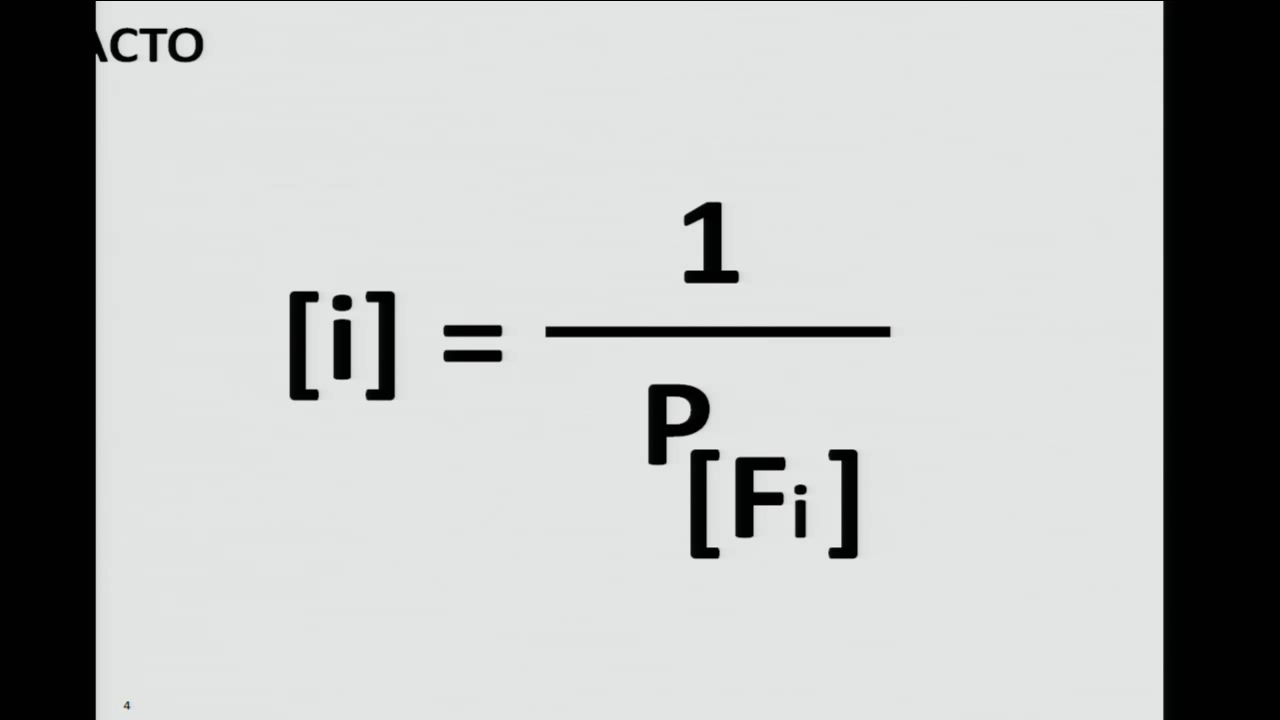 ACTO
[i] = 1
P
[Fi]
4